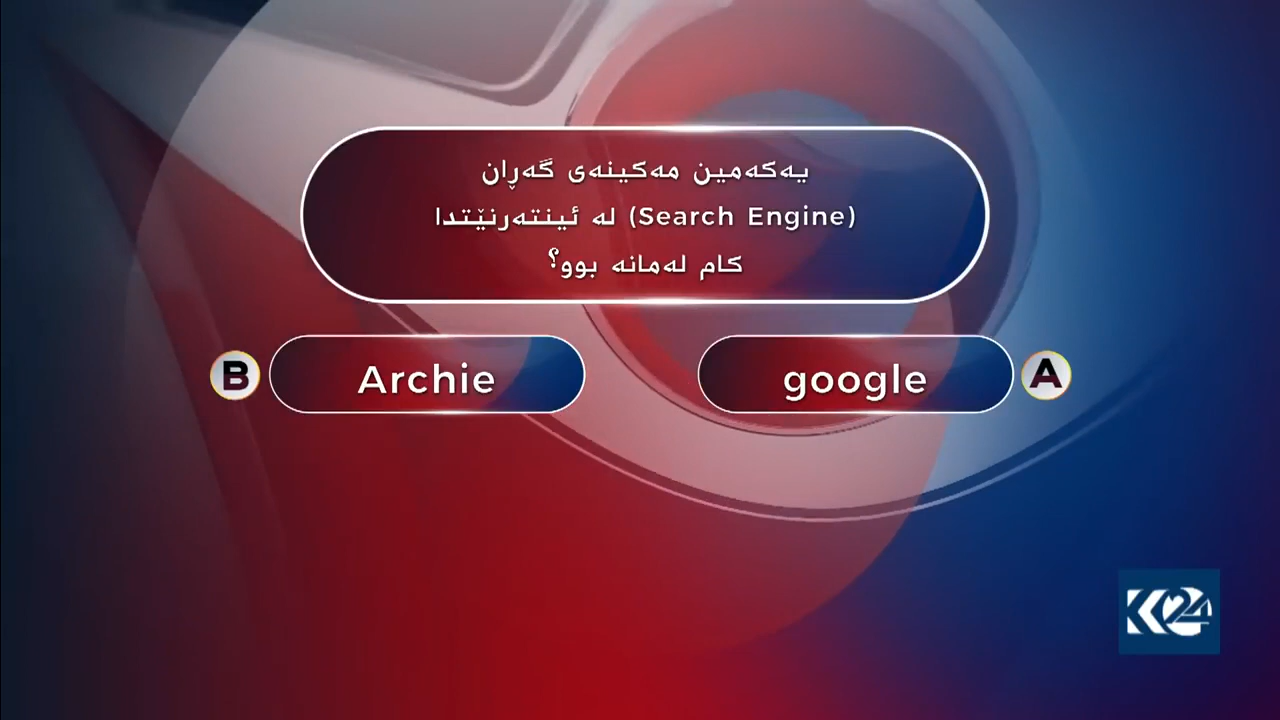 یەکەمین مەکینەی گەڕان
(Search Engine) لە ئینتەرنێتدا
کام لەمانە بوو؟
A google
B Archie
K24